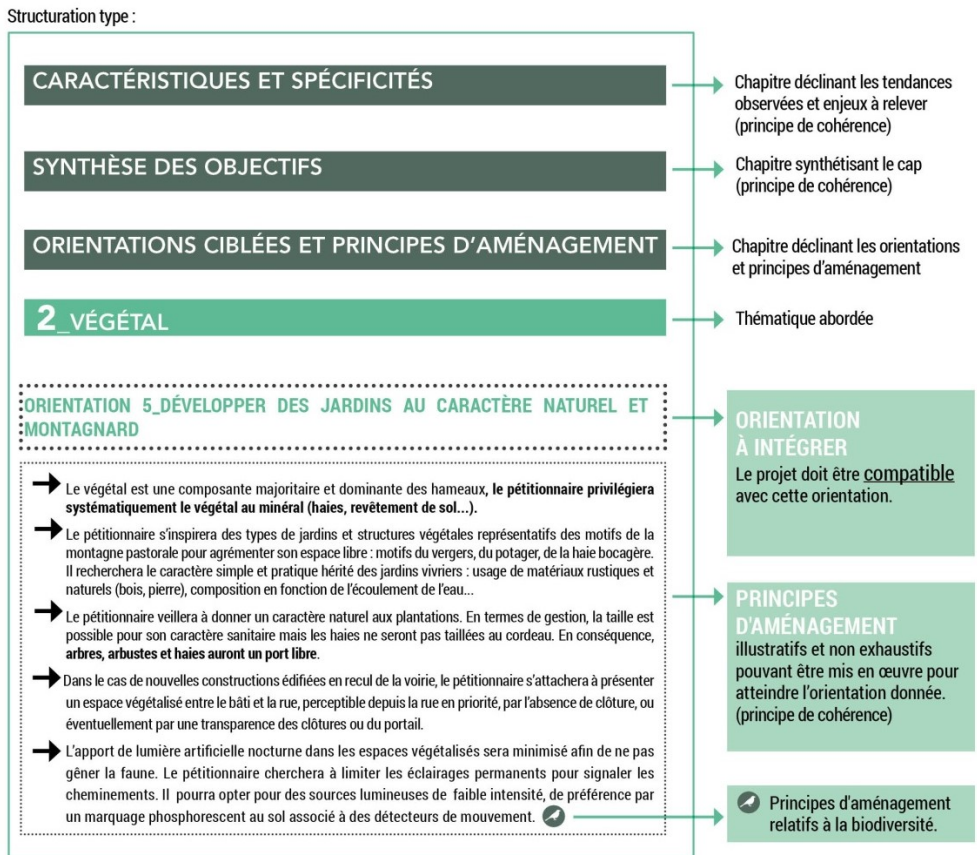 Structuration type :
CARACTÉRISTIQUES ET SPÉCIFICITÉS
Chapitre déclinant les tendances
observées et enjeux à relever
(principe de cohérence)
SYNTHÈSE DES OBJECTIFS
Chapitre synthétisant le cap
(principe de cohérence)
ORIENTATIONS CIBLÉES ET PRINCIPES D'AMÉNAGEMENT
Chapitre déclinant les orientations
et principes d'aménagement
2_VÉGÉTAL
Thématique abordée
ORIENTATION 5_DÉVELOPPER DES JARDINS AU CARACTÈRE NATUREL ET
MONTAGNARD
ORIENTATION
À INTÉGRER
Le projet doit être compatible
avec cette orientation.
Le végétal est une composante majoritaire et dominante des hameaux, le pétitionnaire privilégiera
systématiquement le végétal au minéral (haies, revêtement de sol...).
Le pétitionnaire s'inspirera des types de jardins et structures végétales représentatifs des motifs de la
montagne pastorale pour agrémenter son espace libre : motifs du vergers, du potager, de la haie bocagère.
Il recherchera le caractère simple et pratique hérité des jardins vivriers : usage de matériaux rustiques et
naturels (bois, pierre), composition en fonction de l'écoulement de l'eau...
Le pétitionnaire veillera à donner un caractère naturel aux plantations. En termes de gestion, la taille est
possible pour son caractère sanitaire mais les haies ne seront pas taillées au cordeau. En conséquence,
arbres, arbustes et haies auront un port libre.
Dans le cas de nouvelles constructions édifiées en recul de la voirie, le pétitionnaire s'attachera à présenter
un espace végétalisé entre le bâti et la rue, perceptible depuis la rue en priorité, par l'absence de clôture, ou
éventuellement par une transparence des clôtures ou du portail.
L'apport de lumière artificielle nocturne dans les espaces végétalisés sera minimisé afin de ne pas
gêner la faune. Le pétitionnaire cherchera à limiter les éclairages permanents pour signaler les
cheminements. Il pourra opter pour des sources lumineuses de faible intensité, de préférence par
un marquage phosphorescent au sol associé à des détecteurs de mouvement.
PRINCIPES
D'AMÉNAGEMENT
illustratifs et non exhaustifs
pouvant être mis en œuvre pour
atteindre l'orientation donnée.
(principe de cohérence)
Principes d'aménagement
relatifs à la biodiversité.